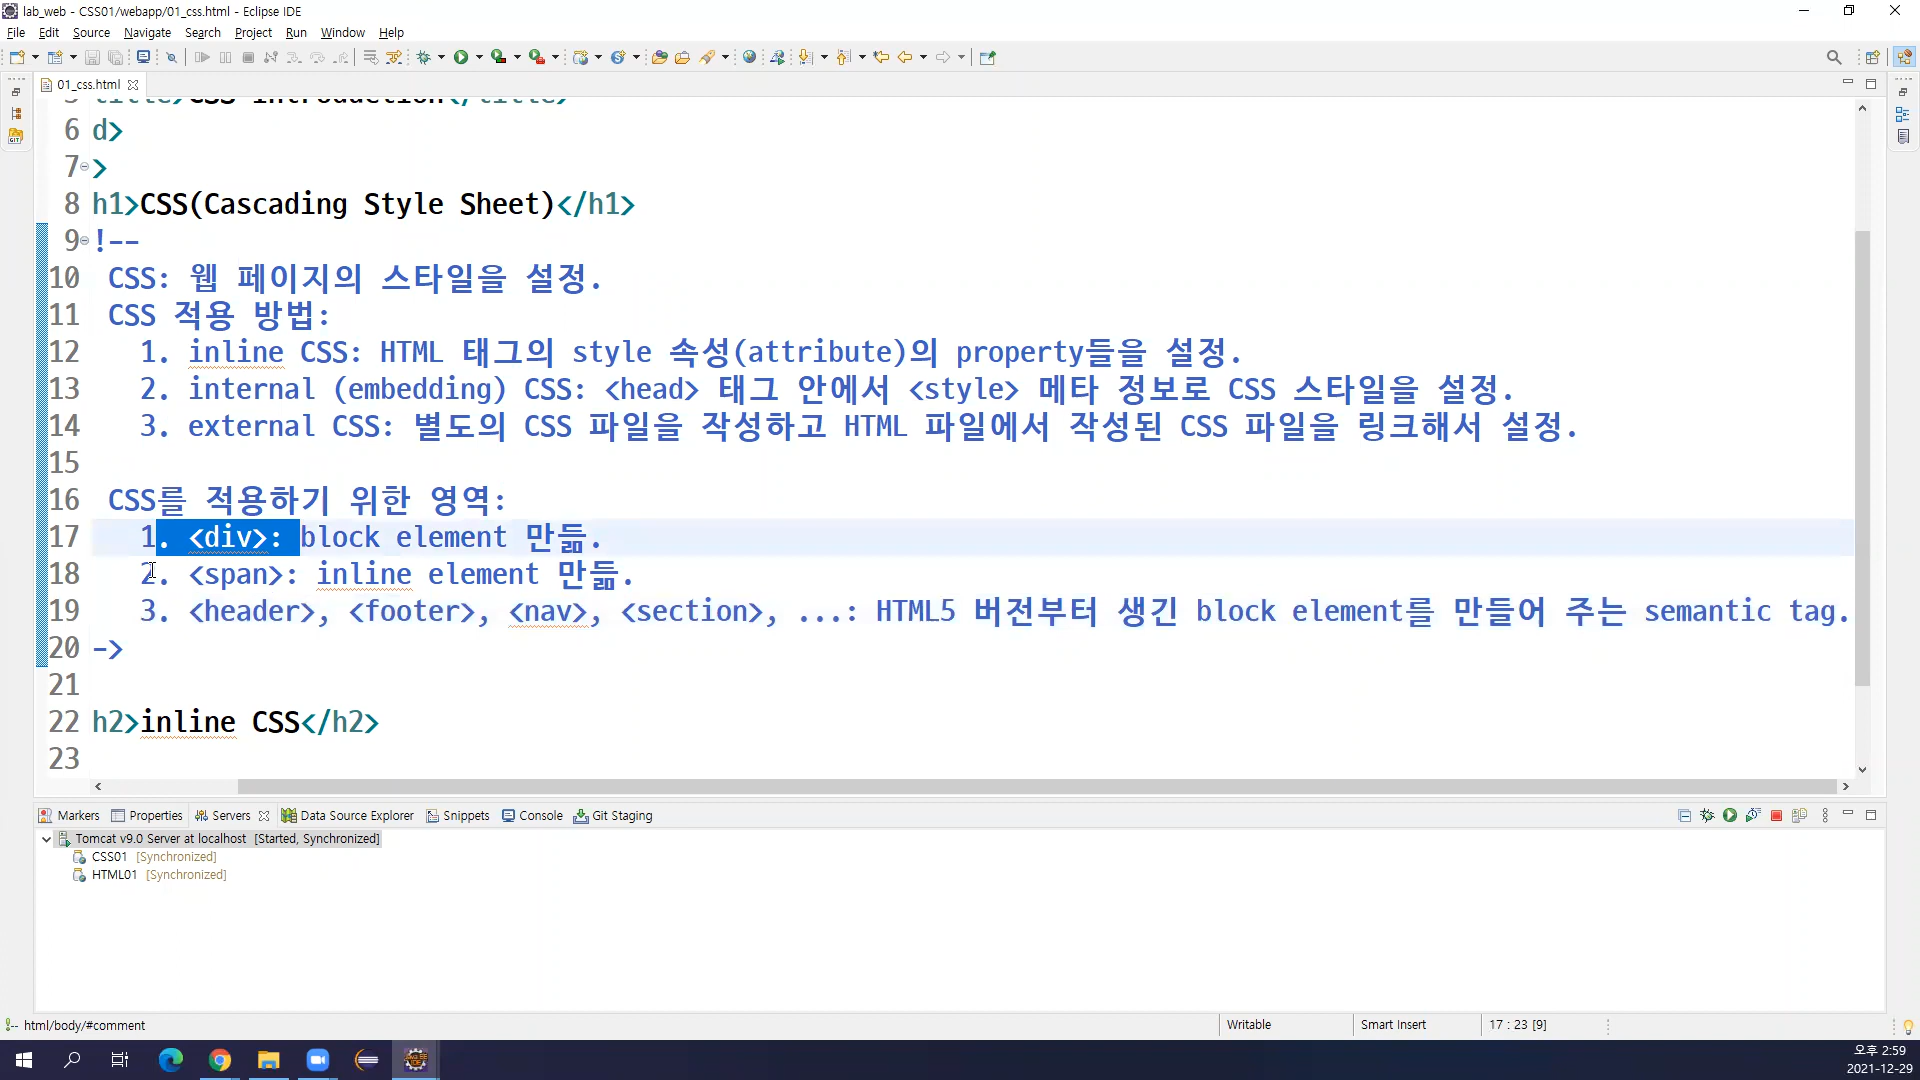 lab_web - CSS01/webapp/01_css.html - Eclipse IDE
File Edit Source Navigate Search Project Run Window Help
01_css.html
5 title>CSS Introduction</title>
6 d>
7 >
8 h1>CSS(Cascading Style Sheet)</h1>
9 !--
10 CSS: 웹 페이지의 스타일을 설정.
11 CSS 적용 방법:
12 1. inline CSS: HTML 태그의 style 속성(attribute)의 property들을 설정.
13 2. internal (embedding) CSS: <head> 태그 안에서 <style> 메타 정보로 CSS 스타일을 설정.
14 3. external CSS: 별도의 CSS 파일을 작성하고 HTML 파일에서 작성된 CSS 파일을 링크해서 설정.
15
16 CSS를 적용하기 위한 영역:
17 1. <div>: block element 만듦.
18 2. <span>: inline element 만듦.
19 3. <header>, <footer>, <nav>, <section>, ...: HTML5 버전부터 생긴 block element를 만들어 주는 semantic tag.
20 ->
21
22 h2>inline CSS</h2>
23
Markers Properties Servers Data Source Explorer Snippets Console Git Staging
Tomcat v9.0 Server at localhost [Started, Synchronized]
CSS01 [Synchronized]
HTML01 [Synchronized]
html/body/#comment Writable Smart Insert 17 : 23 [9]
오후 2:59
2021-12-29